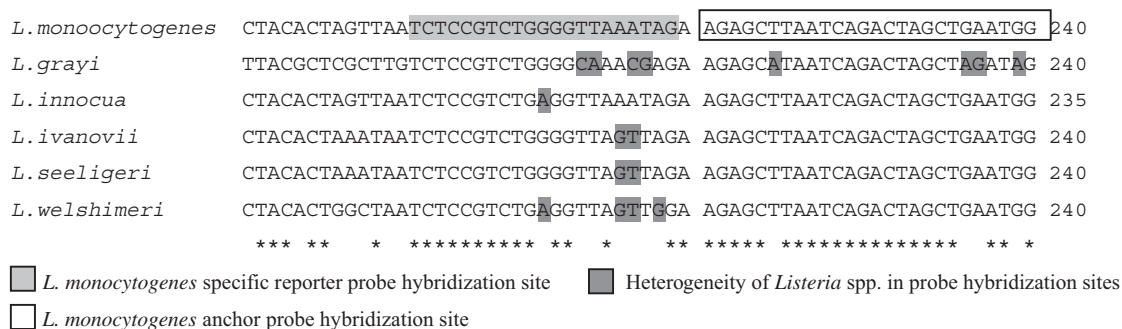 L.monoocytogenes CTACACTAGTTAATCTCCGTCTGGGGTTAAATAGA AGAGCTTAATCAGACTAGCTGAATGG 240
L.grayi TTACGCTCGCTTGTCTCCGTCTGGGGCAAACGAGA AGAGCATAATCAGACTAGCTAGATAG 240
L.innocua CTACACTAGTTAATCTCCGTCTGAGGTTAAATAGA AGAGCTTAATCAGACTAGCTGAATGG 235
L.ivanovii CTACACTAAATAATCTCCGTCTGGGGTTAGTTAGA AGAGCTTAATCAGACTAGCTGAATGG 240
L.seeligeri CTACACTAAATAATCTCCGTCTGGGGTTAGTTAGA AGAGCTTAATCAGACTAGCTGAATGG 240
L.welshimeri CTACACTGGCTAATCTCCGTCTGAGGTTAGTTGGA AGAGCTTAATCAGACTAGCTGAATGG 240
*** ** * ********** ** * ** ***** ************** ** *
L. monocytogenes specific reporter probe hybridization site Heterogeneity of Listeria spp. in probe hybridization sites
L. monocytogenes anchor probe hybridization site